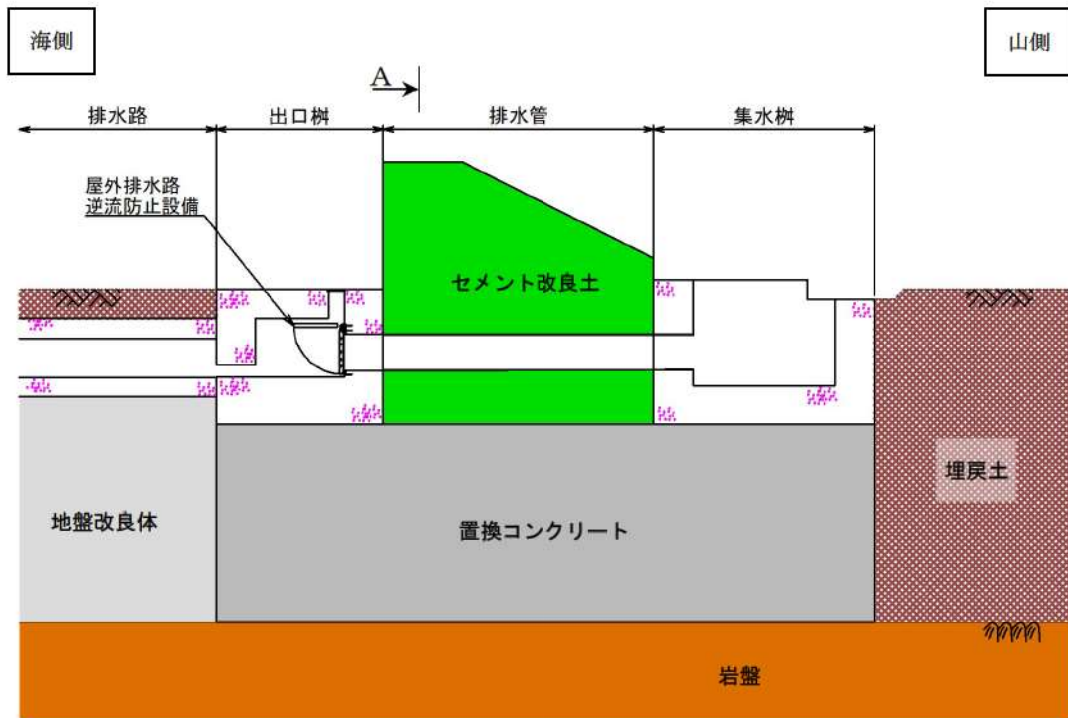 海側
山側
A
排水路
出口桝
排水管
集水桝
屋外排水路
逆流防止設備
セメント改良土
埋戻土
地盤改良体
置換コンクリート
岩盤